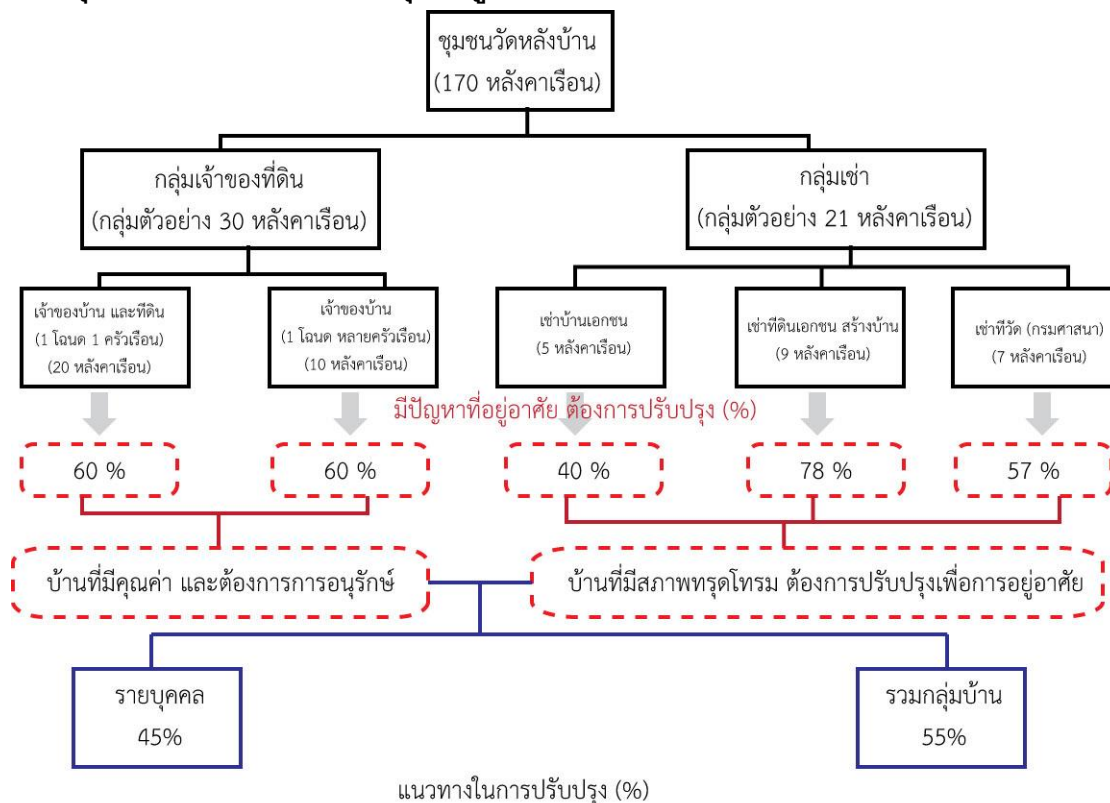 ชุมชนวัดหลังบ้าน
(170 หลังคาเรือน)
กลุ่มเจ้าของที่ดิน
(กลุ่มตัวอย่าง 30 หลังคาเรือน)
กลุ่มเช่า
(กลุ่มตัวอย่าง 21 หลังคาเรือน)
เจ้าของบ้าน และที่ดิน
(1 โฉนด 1 ครัวเรือน)
(20 หลังคาเรือน)
เจ้าของบ้าน
(1 โฉนด หลายครัวเรือน)
(10 หลังคาเรือน)
เช่าบ้านเอกชน
(5 หลังคาเรือน)
เช่าที่ดินเอกชน สร้างบ้าน
(9 หลังคาเรือน)
เช่าที่วัด (กรมศาสนา)
(7 หลังคาเรือน)
มีปัญหาที่อยู่อาศัย ต้องการปรับปรุง (%)
60 %
60 %
40 %
78 %
57 %
บ้านที่มีคุณค่า และต้องการการอนุรักษ์
บ้านที่มีสภาพทรุดโทรม ต้องการปรับปรุงเพื่อการอยู่อาศัย
รายบุคคล
45%
รวมกลุ่มบ้าน
55%
แนวทางในการปรับปรุง (%)